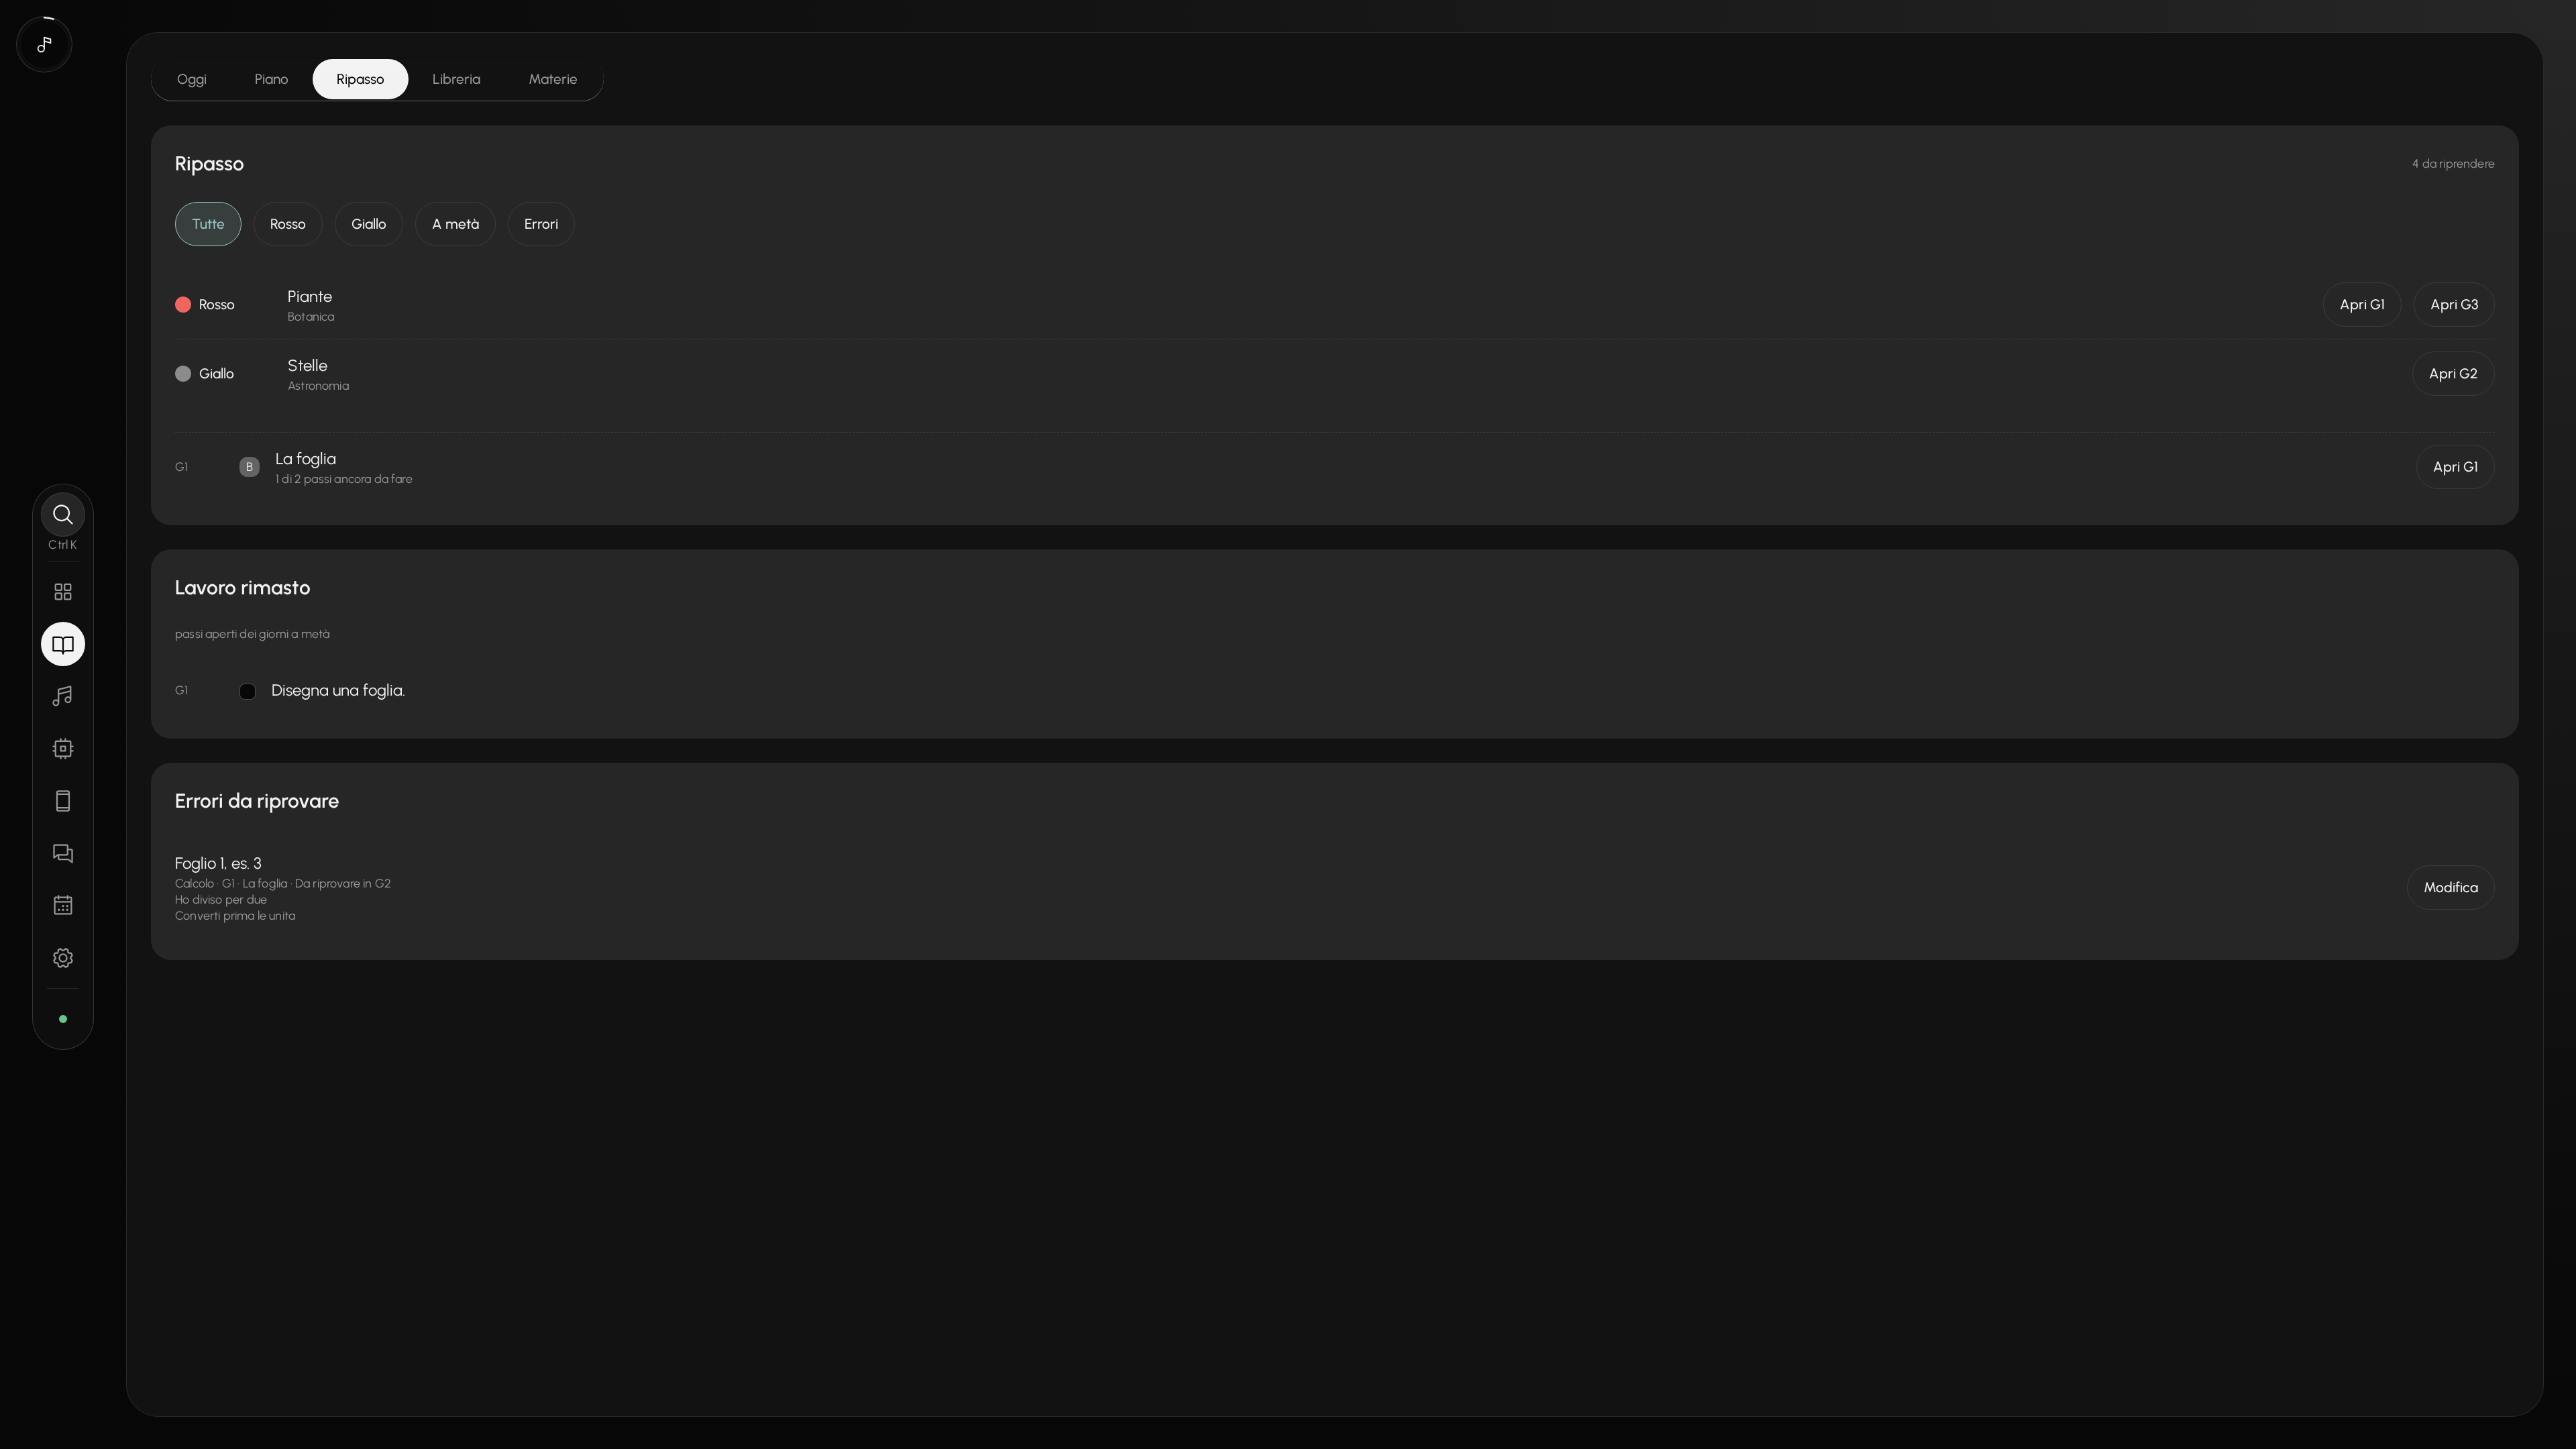 Oggi Piano Ripasso Libreria Materie
Ripasso
4 da riprendere
Tutte Rosso Giallo A metà Errori
Rosso
Piante
Botanica
Apri G1 Apri G3
Giallo
Stelle
Astronomia
Apri G2
G1
B
La foglia
1 di 2 passi ancora da fare
Apri G1
Ctrl K
Lavoro rimasto
passi aperti dei giorni a metà
G1
Disegna una foglia.
Errori da riprovare
Foglio 1, es. 3
Calcolo · G1 · La foglia · Da riprovare in G2
Ho diviso per due
Converti prima le unita
Modifica